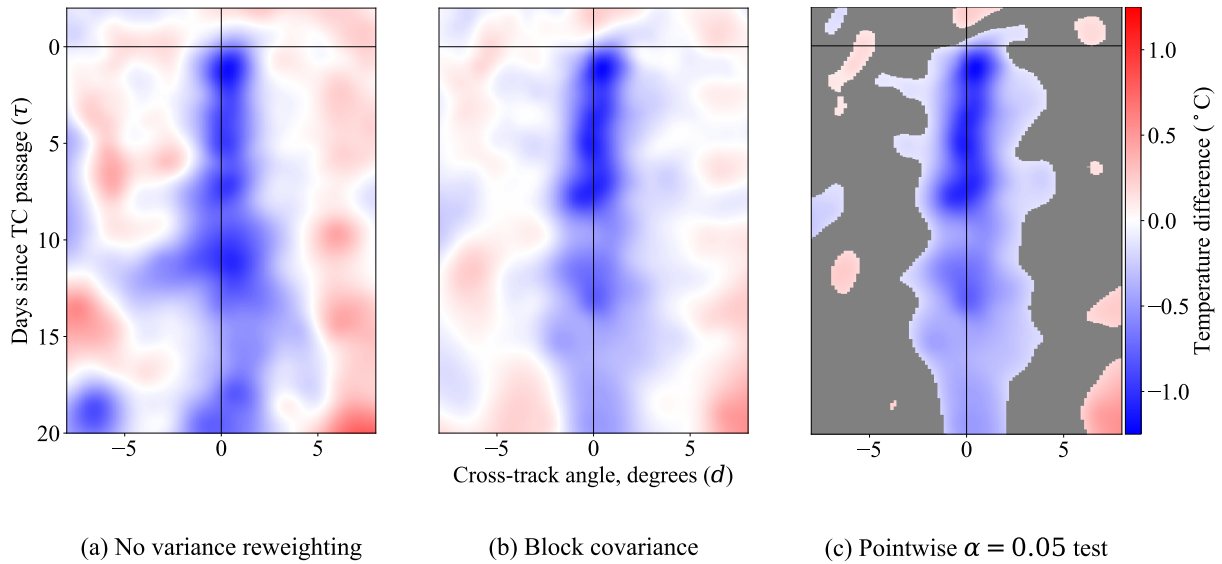 0
5
10
15
20
Days since TC passage (τ)
−5 0 5
−5 0 5
−5 0 5
Cross-track angle, degrees (d)
1.0
0.5
0.0
−0.5
−1.0
Temperature difference (°C)
(a) No variance reweighting
(b) Block covariance
(c) Pointwise α = 0.05 test